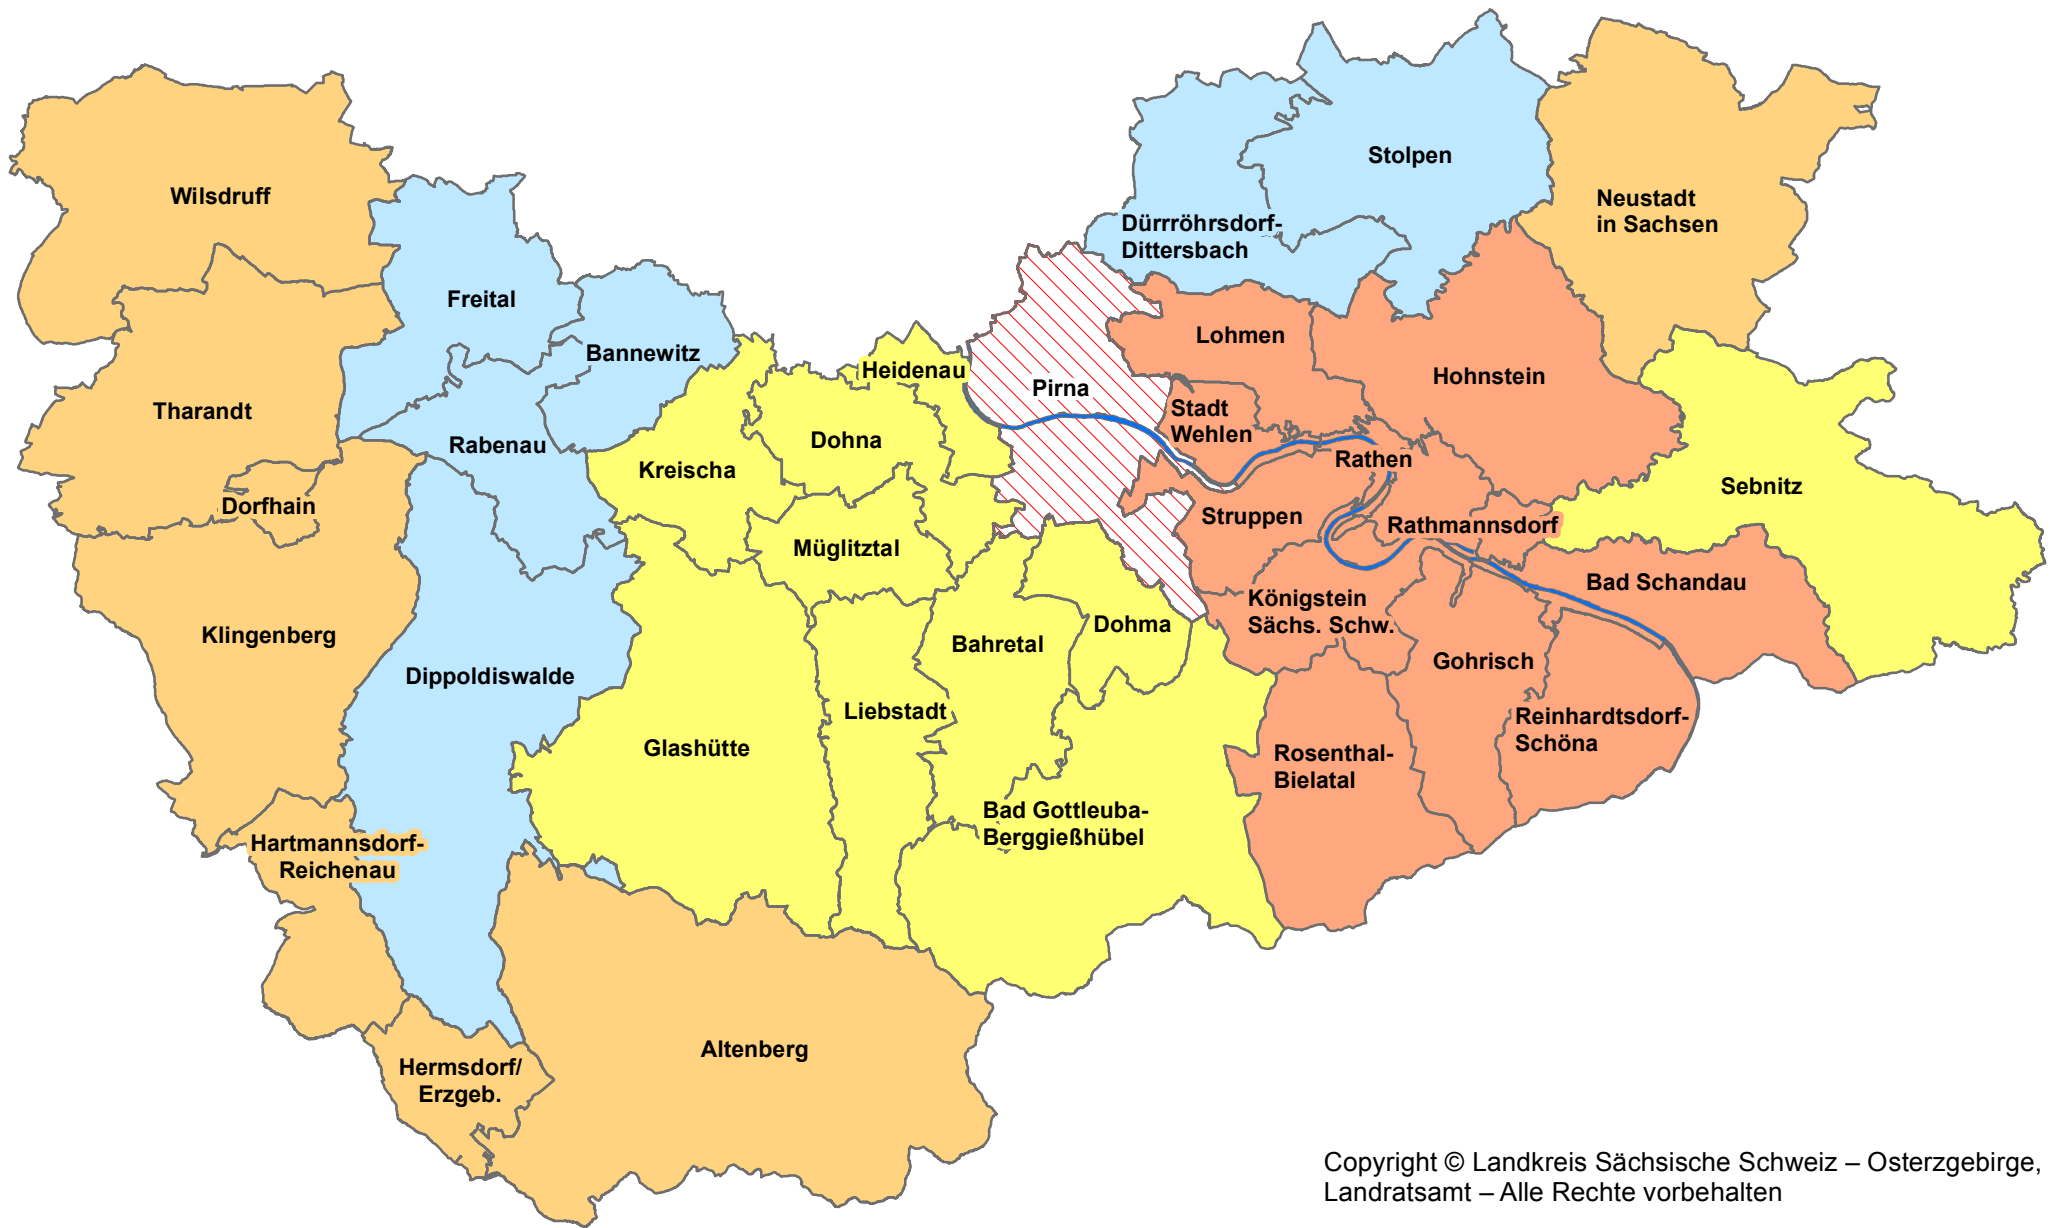 Wilsdruff
Stolpen
Neustadt
in Sachsen
Dürrröhrsdorf-
Dittersbach
Freital
Bannewitz
Lohmen
Heidenau
Pirna
Hohnstein
Tharandt
Stadt
Wehlen
Dohna
Rabenau
Kreischa
Rathen
Sebnitz
Dorfhain
Struppen
Rathmannsdorf
Müglitztal
Bad Schandau
Königstein
Sächs. Schw.
Klingenberg
Dohma
Bahretal
Gohrisch
Dippoldiswalde
Liebstadt
Reinhardtsdorf-
Schöna
Glashütte
Rosenthal-
Bielatal
Bad Gottleuba-
Berggießhübel
Hartmannsdorf-
Reichenau
Altenberg
Hermsdorf/
Erzgeb.
Copyright © Landkreis Sächsische Schweiz – Osterzgebirge,
Landratsamt – Alle Rechte vorbehalten